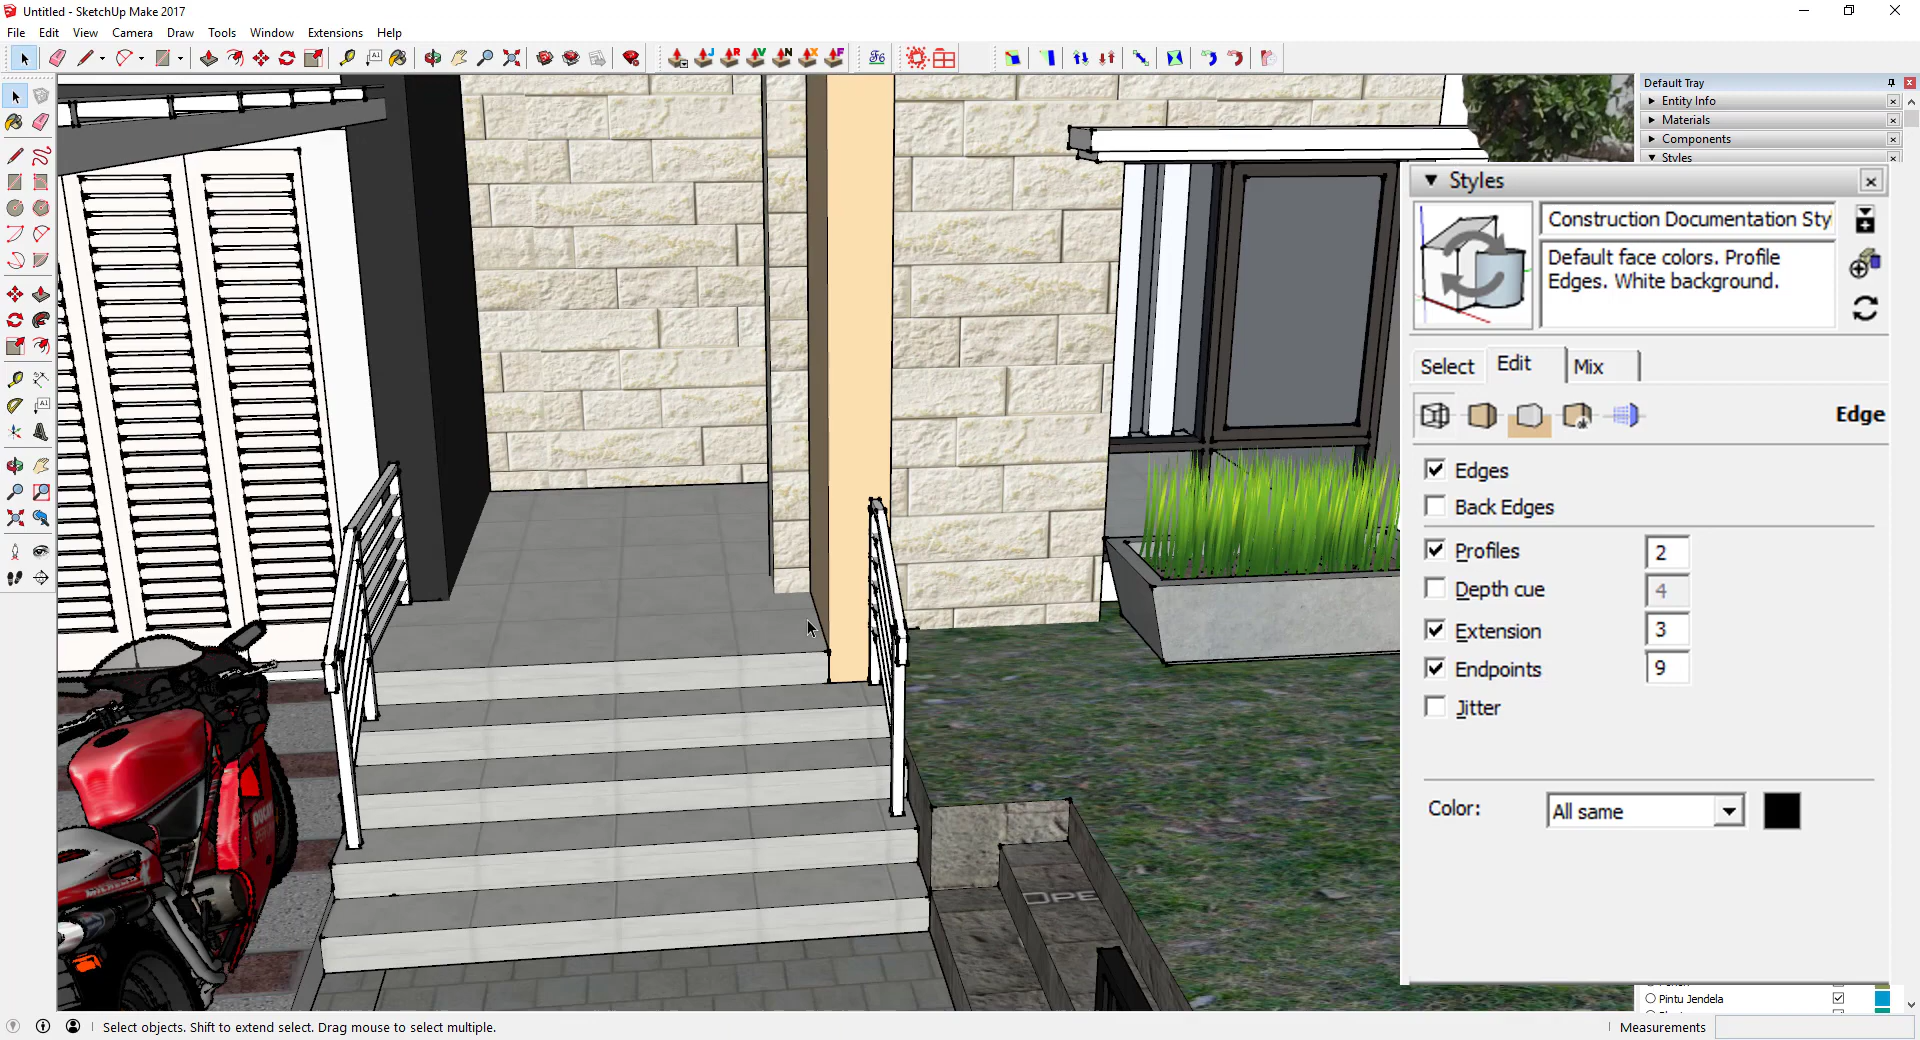 Untitled - SketchUp Make 2017
File Edit View Camera Draw Tools Window Extensions Help
Default Tray
Entity Info
Materials
Components
Styles
Styles
Construction Documentation Sty
Default face colors. Profile
Edges. White background.
Select Edit Mix
Edge
Edges
Back Edges
Profiles 2
Depth cue 4
Extension 3
Endpoints 9
Jitter
Color: All same
OPE
Pintu Jendela
Select objects. Shift to extend select. Drag mouse to select multiple.
Measurements